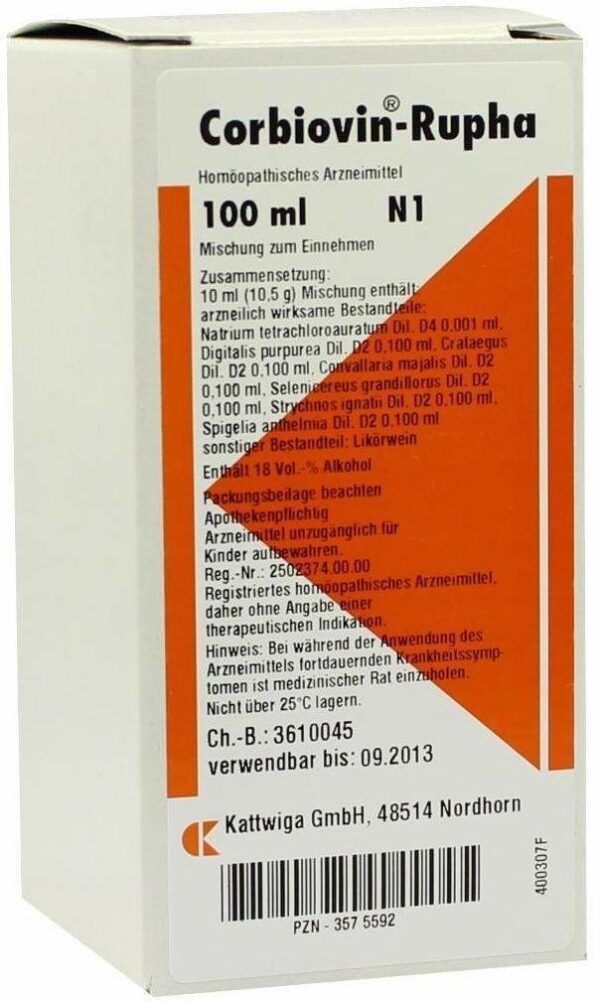 Corbiovin®-Rupha
Homöopathisches Arzneimittel
100 ml N1
Mischung zum Einnehmen
Zusammensetzung:
10 ml (10,5 g) Mischung enthält:
arzneilich wirksame Bestandteile:
Natrium tetrachloroauratum Dil. D4 0,001 ml,
Digitalis purpurea Dil. D2 0,100 ml, Crataegus
Dil. D2 0,100 ml, Convallaria majalis Dil. D2
0,100 ml, Selenicereus grandiflorus Dil. D2
0,100 ml, Strychnos ignatii Dil. D2 0,100 ml,
Spigelia anthelmia Dil. D2 0,100 ml
sonstiger Bestandteil: Likörwein
Enthält 18 Vol.-% Alkohol
Packungsbeilage beachten
Apothekenpflichtig
Arzneimittel unzugänglich für
Kinder aufbewahren.
Reg.-Nr.: 2502374.00.00
Registriertes homöopathisches Arzneimittel,
daher ohne Angabe einer
therapeutischen Indikation.
Hinweis: Bei während der Anwendung des
Arzneimittels fortdauernden Krankheitssymp-
tomen ist medizinischer Rat einzuholen.
Nicht über 25°C lagern.
Ch.-B.: 3610045
verwendbar bis: 09.2013
Kattwiga GmbH, 48514 Nordhorn
400307F
PZN - 357 5592